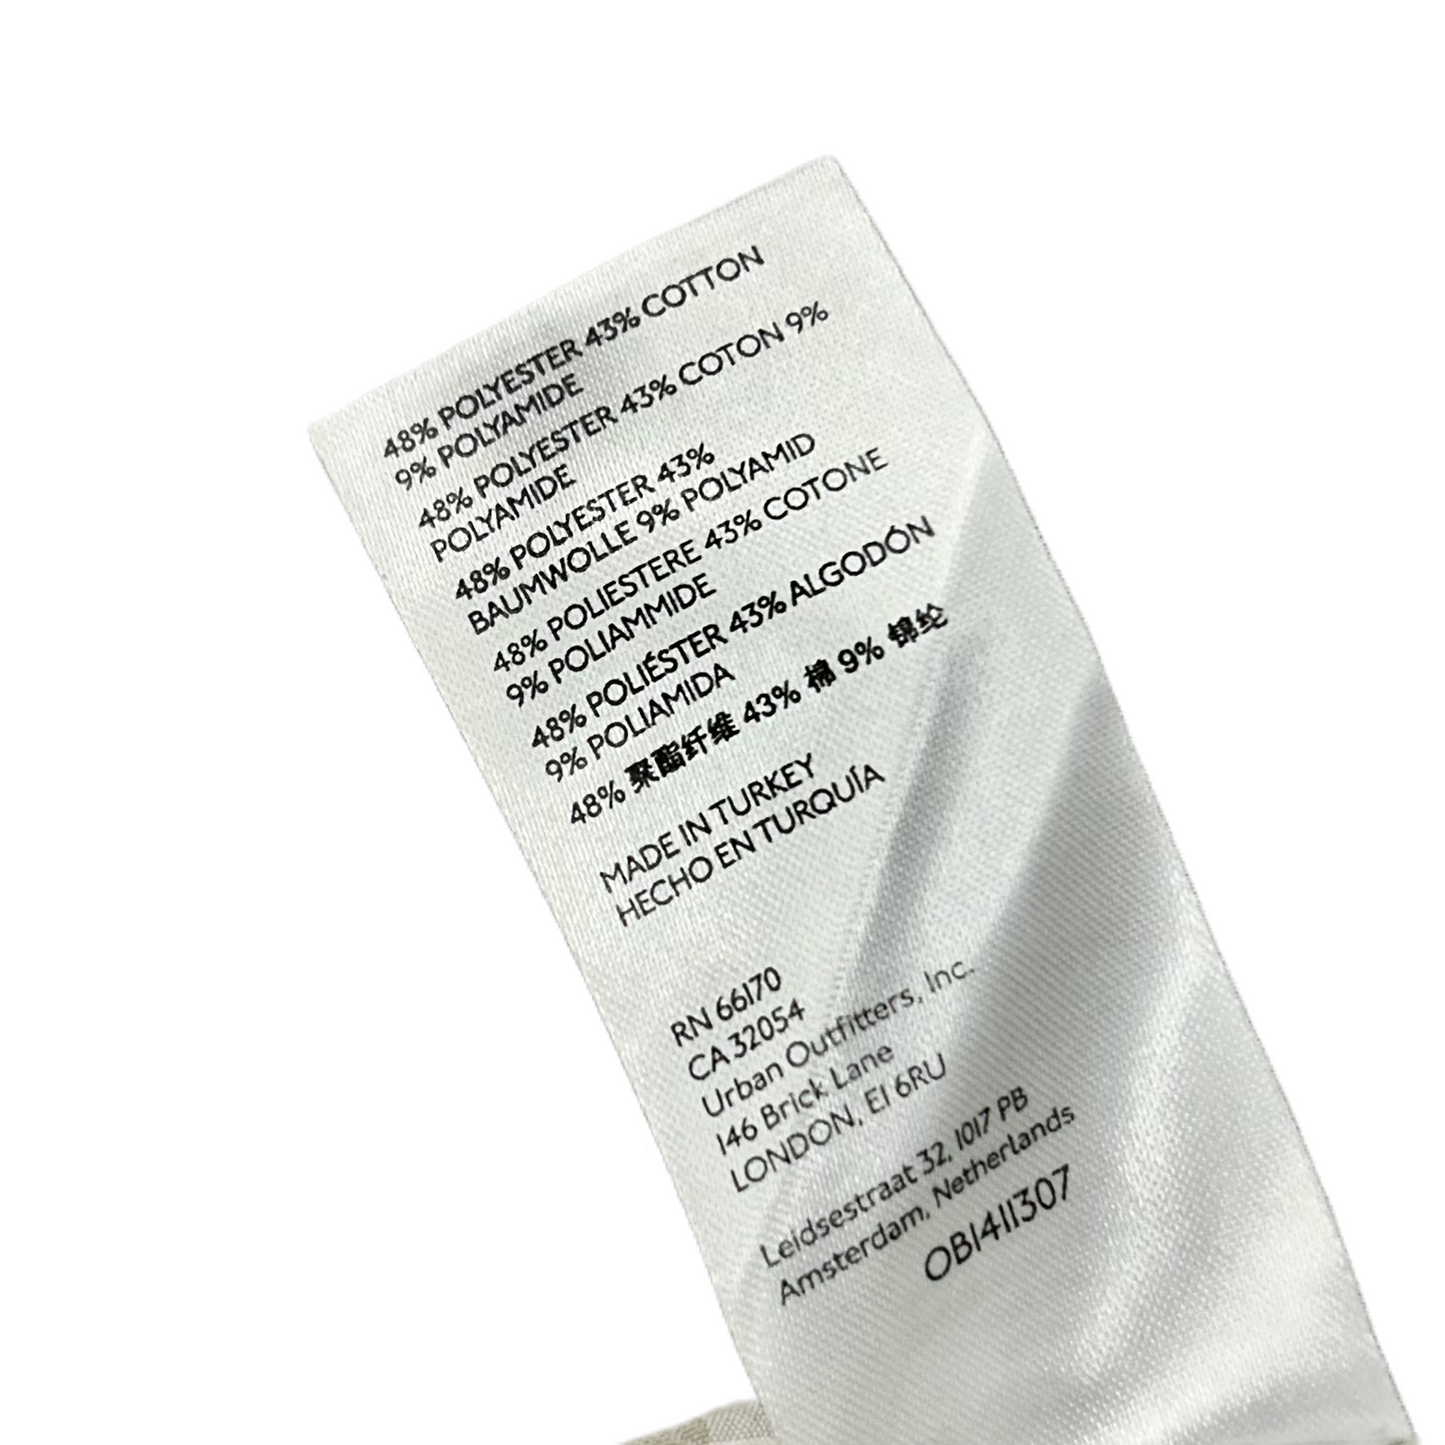 48% POLYESTER 43% COTTON
9% POLYAMIDE
48% POLYESTER 43% COTON 9%
POLYAMIDE
48% POLYESTER 43%
BAUMWOLLE 9% POLYAMID
48% POLIESTERE 43% COTONE
9% POLIAMMIDE
48% POLIÉSTER 43% ALGODÓN
9% POLIAMIDA
48% 聚酯纤维 43% 棉 9% 锦纶
MADE IN TURKEY
HECHO EN TURQUÍA
RN 66170
CA 32054
Urban Outfitters, Inc.
146 Brick Lane
LONDON, E1 6RU
Leidsestraat 32, 1017 PB
Amsterdam, Netherlands
OB1411307